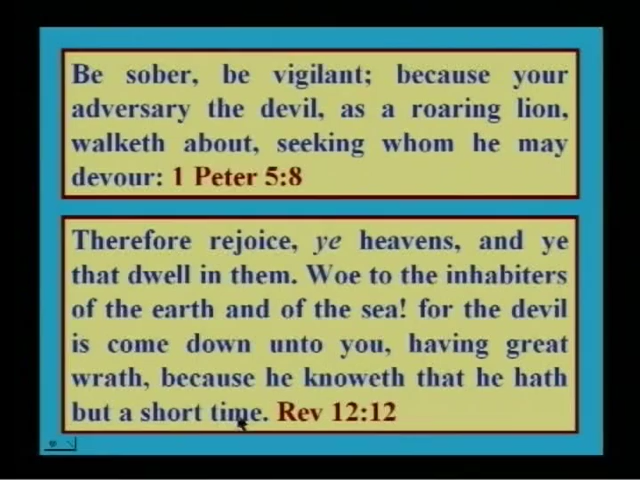 Be sober, be vigilant; because your
adversary the devil, as a roaring lion,
walketh about, seeking whom he may
devour: 1 Peter 5:8
Therefore rejoice, ye heavens, and ye
that dwell in them. Woe to the inhabiters
of the earth and of the sea! for the devil
is come down unto you, having great
wrath, because he knoweth that he hath
but a short time. Rev 12:12